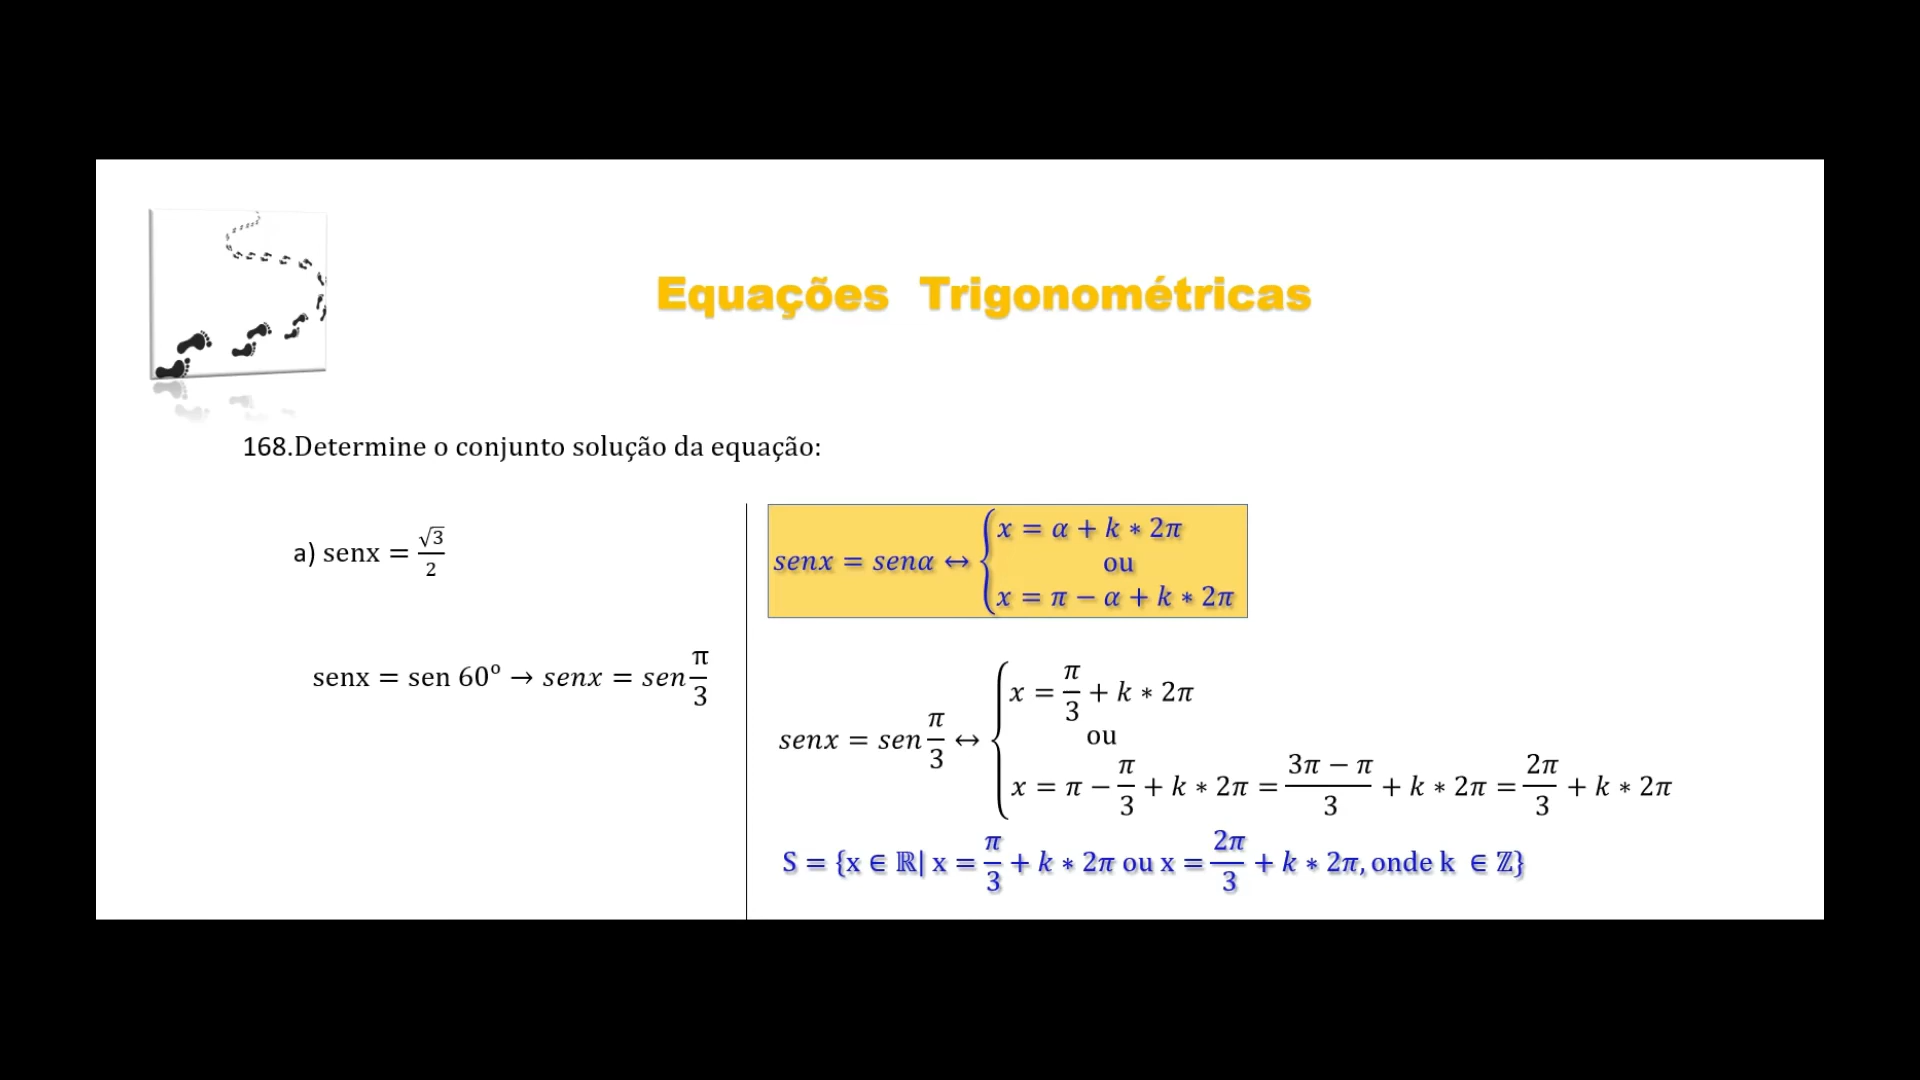 Equações Trigonométricas
168.Determine o conjunto solução da equação:
a) senx = √3/2
senx = sen 60º → senx = sen π/3
senx = senα ↔ { x = α + k * 2π
ou
x = π − α + k * 2π
senx = sen π/3 ↔ { x = π/3 + k * 2π
ou
x = π − π/3 + k * 2π = (3π − π)/3 + k * 2π = 2π/3 + k * 2π
S = {x ∈ ℝ| x = π/3 + k * 2π ou x = 2π/3 + k * 2π, onde k ∈ ℤ}